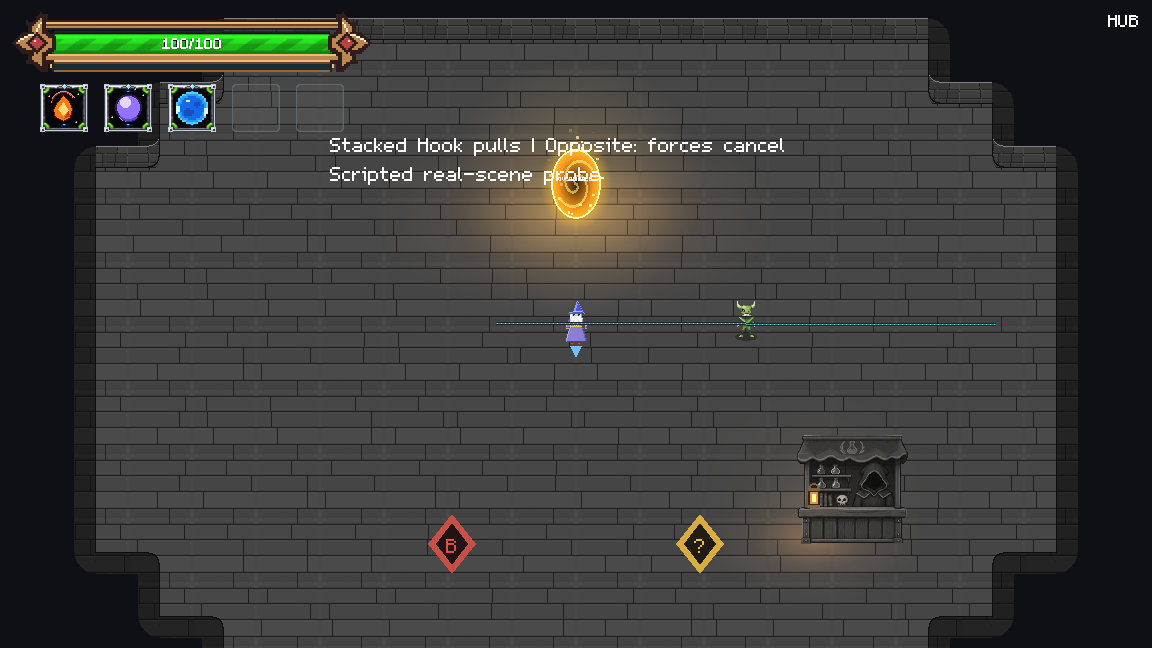 HUB
100/100
Stacked Hook pulls | Opposite: forces cancel
Scripted real-scene probe
B
?